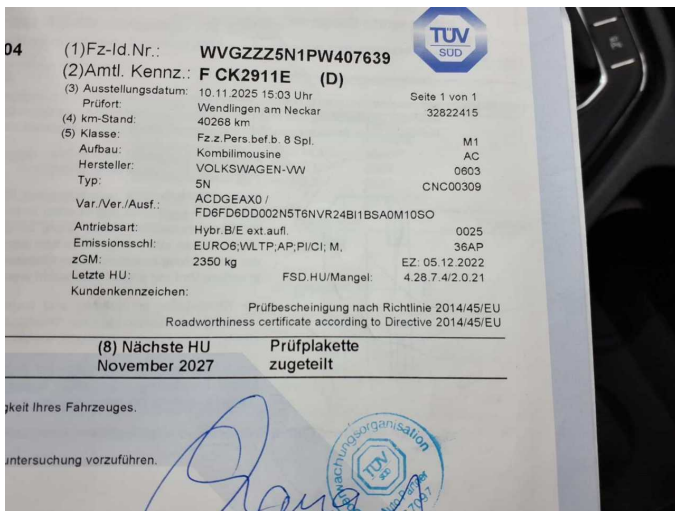 04
TÜV
SÜD
(1)Fz-Id.Nr.: WVGZZZ5N1PW407639
(2)Amtl. Kennz.: F CK2911E (D)
(3) Ausstellungsdatum: 10.11.2025 15:03 Uhr Seite 1 von 1
Prüfort: Wendlingen am Neckar 32822415
(4) km-Stand: 40268 km
(5) Klasse: Fz.z.Pers.bef.b. 8 Spl. M1
Aufbau: Kombilimousine AC
Hersteller: VOLKSWAGEN-VW 0603
Typ: 5N CNC00309
Var./Ver./Ausf.: ACDGEAX0 /
FD6FD6DD002N5T6NVR24BI1BSA0M10SO
Antriebsart: Hybr.B/E ext.aufl. 0025
Emissionsschl: EURO6;WLTP;AP;PI/CI; M, 36AP
zGM: 2350 kg EZ: 05.12.2022
Letzte HU: FSD.HU/Mangel: 4.28.7.4/2.0.21
Kundenkennzeichen:
Prüfbescheinigung nach Richtlinie 2014/45/EU
Roadworthiness certificate according to Directive 2014/45/EU
(8) Nächste HU Prüfplakette
November 2027 zugeteilt
gkeit Ihres Fahrzeuges.
untersuchung vorzuführen.
wachungsorganisation
TÜV
SÜD